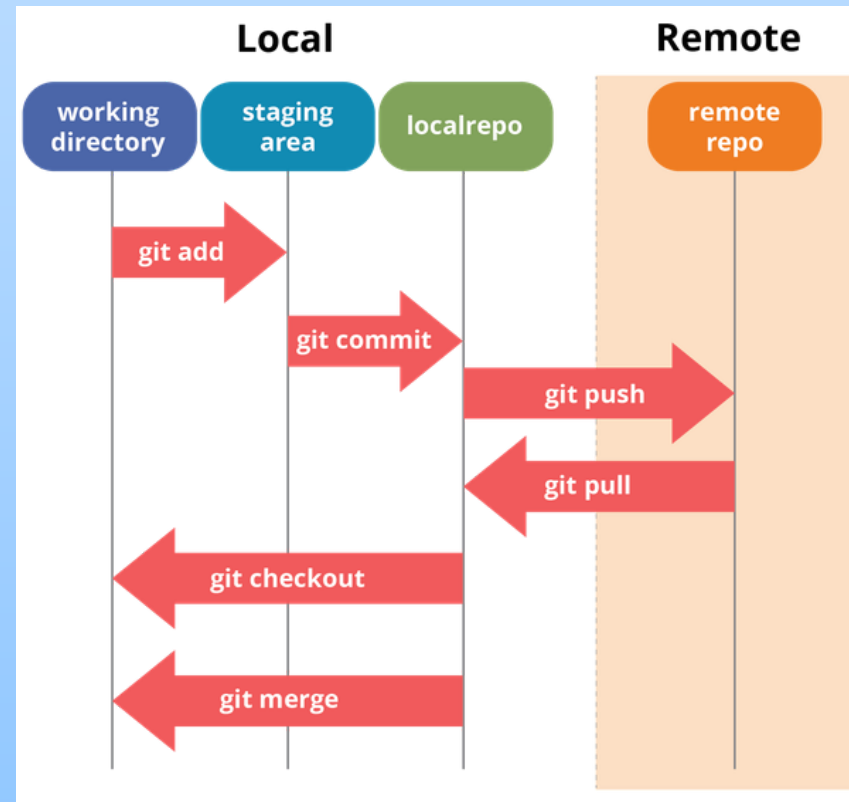 Local
Remote
working
directory
staging
area
localrepo
remote
repo
git add
git commit
git push
git pull
git checkout
git merge